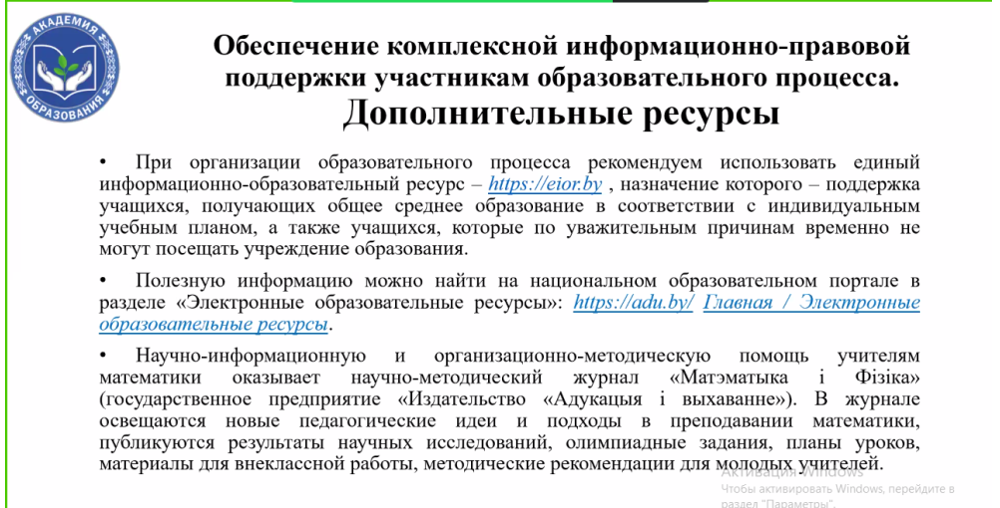 АКАДЕМИЯ
ОБРАЗОВАНИЯ
Обеспечение комплексной информационно-правовой
поддержки участникам образовательного процесса.
Дополнительные ресурсы
• При организации образовательного процесса рекомендуем использовать единый
информационно-образовательный ресурс – https://eior.by , назначение которого – поддержка
учащихся, получающих общее среднее образование в соответствии с индивидуальным
учебным планом, а также учащихся, которые по уважительным причинам временно не
могут посещать учреждение образования.
• Полезную информацию можно найти на национальном образовательном портале в
разделе «Электронные образовательные ресурсы»: https://adu.by/ Главная / Электронные
образовательные ресурсы.
• Научно-информационную и организационно-методическую помощь учителям
математики оказывает научно-методический журнал «Матэматыка і Фізіка»
(государственное предприятие «Издательство «Адукацыя і выхаванне»). В журнале
освещаются новые педагогические идеи и подходы в преподавании математики,
публикуются результаты научных исследований, олимпиадные задания, планы уроков,
материалы для внеклассной работы, методические рекомендации для молодых учителей.
Активация Windows
Чтобы активировать Windows, перейдите в
раздел "Параметры".